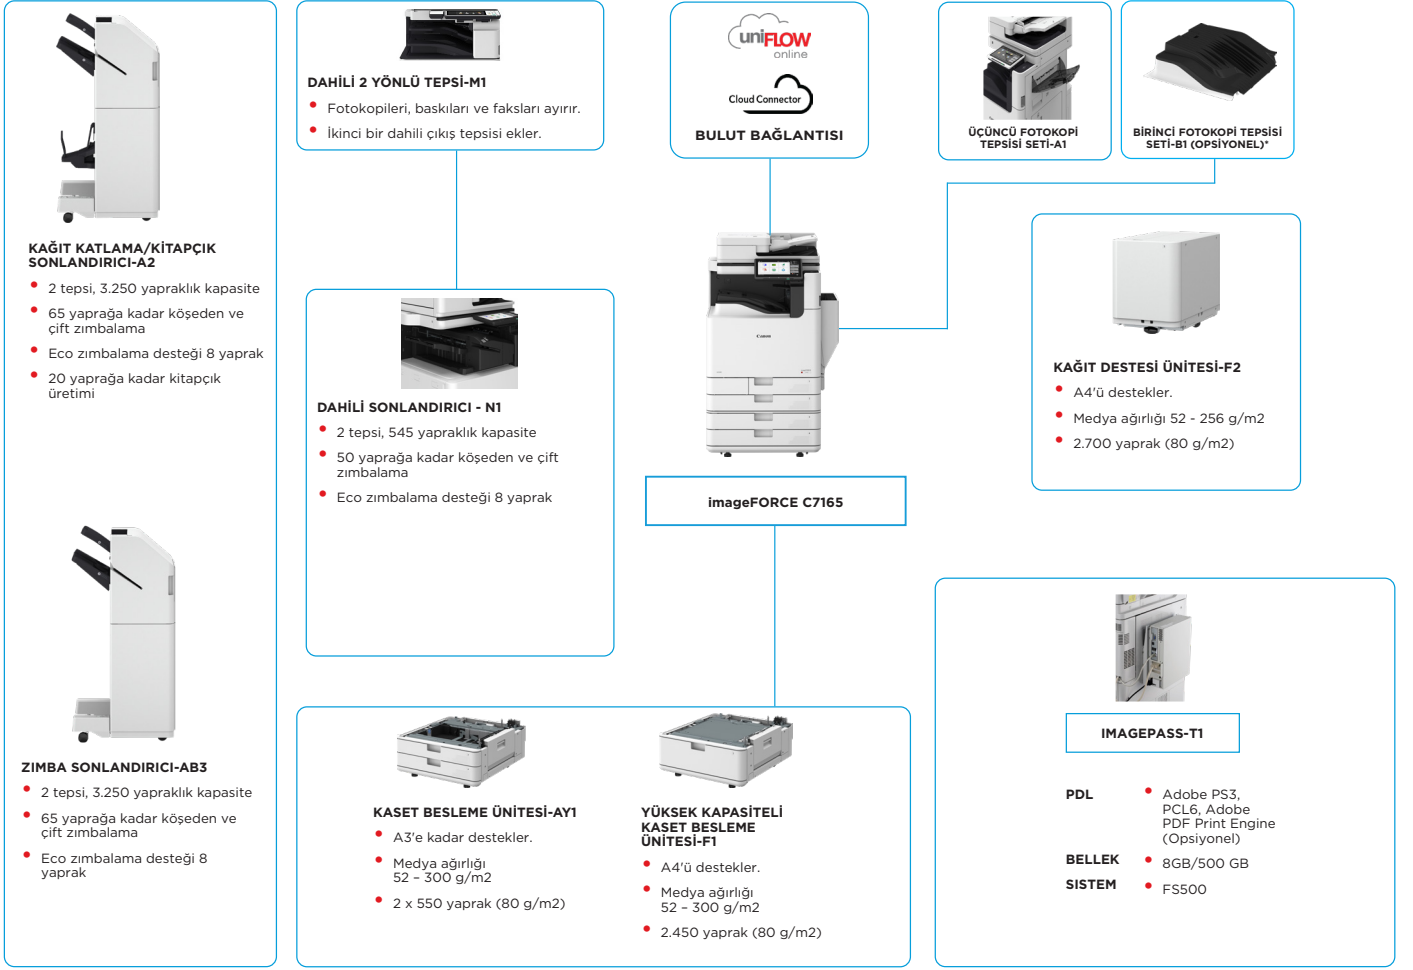 KAĞIT KATLAMA/KİTAPÇIK
SONLANDIRICI-A2
2 tepsi, 3.250 yapraklık kapasite
65 yaprağa kadar köşeden ve
çift zımbalama
Eco zımbalama desteği 8 yaprak
20 yaprağa kadar kitapçık
üretimi
ZIMBA SONLANDIRICI-AB3
2 tepsi, 3.250 yapraklık kapasite
65 yaprağa kadar köşeden ve
çift zımbalama
Eco zımbalama desteği 8
yaprak
DAHİLİ 2 YÖNLÜ TEPSİ-M1
Fotokopileri, baskıları ve faksları ayırır.
İkinci bir dahili çıkış tepsisi ekler.
DAHİLİ SONLANDIRICI - N1
2 tepsi, 545 yapraklık kapasite
50 yaprağa kadar köşeden ve çift
zımbalama
Eco zımbalama desteği 8 yaprak
uniFLOW
online
Cloud Connector
BULUT BAĞLANTISI
Canon
imageFORCE C7165
KASET BESLEME ÜNİTESİ-AY1
A3'e kadar destekler.
Medya ağırlığı
52 – 300 g/m2
2 x 550 yaprak (80 g/m2)
YÜKSEK KAPASİTELİ
KASET BESLEME
ÜNİTESİ-F1
A4'ü destekler.
Medya ağırlığı
52 – 300 g/m2
2.450 yaprak (80 g/m2)
ÜÇÜNCÜ FOTOKOPİ
TEPSİSİ SETİ-A1
BİRİNCİ FOTOKOPİ TEPSİSİ
SETİ-B1 (OPSİYONEL)*
KAĞIT DESTESİ ÜNİTESİ-F2
A4'ü destekler.
Medya ağırlığı 52 - 256 g/m2
2.700 yaprak (80 g/m2)
IMAGEPASS-T1
PDL
Adobe PS3,
PCL6, Adobe
PDF Print Engine
(Opsiyonel)
BELLEK
8GB/500 GB
SISTEM
FS500